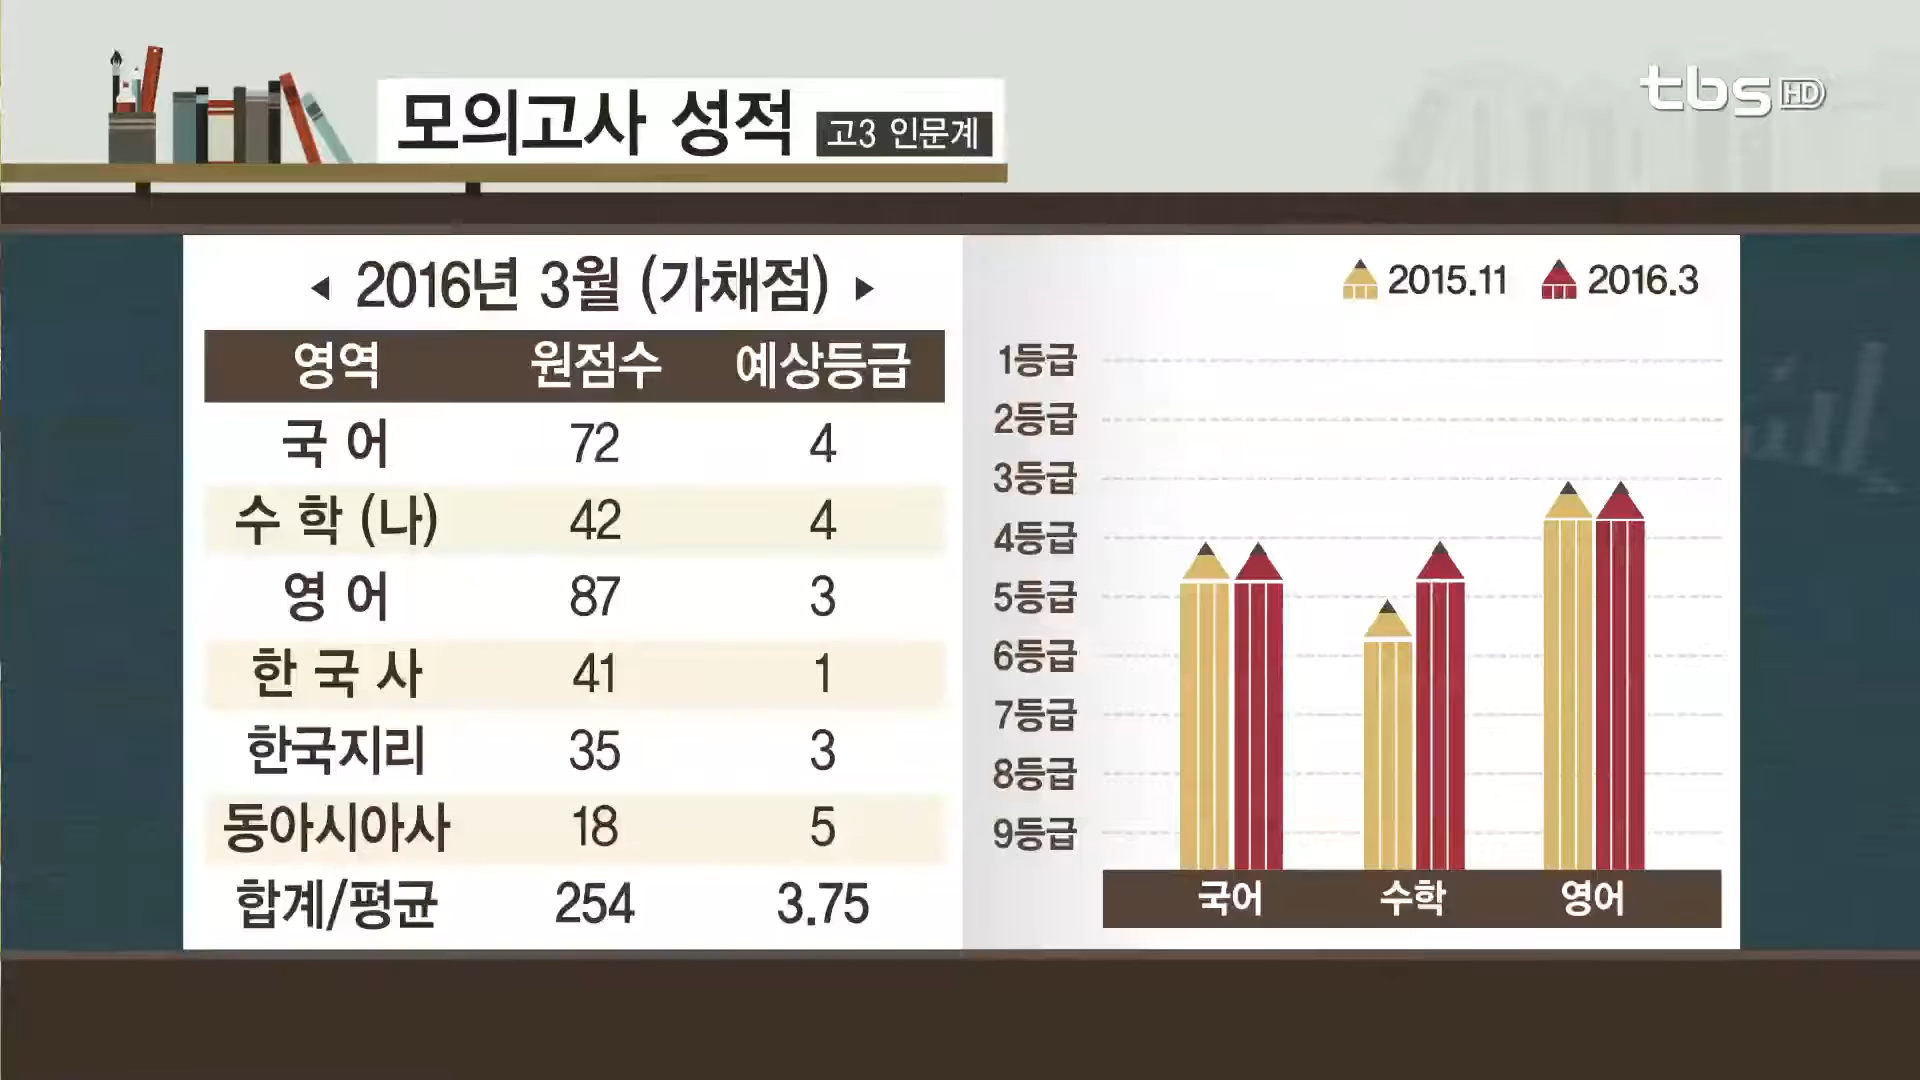 모의고사 성적 고3 인문계
tbs HD
2016년 3월 (가채점)
영역 원점수 예상등급
국 어 72 4
수 학 (나) 42 4
영 어 87 3
한 국 사 41 1
한국지리 35 3
동아시아사 18 5
합계/평균 254 3.75
2015.11 2016.3
1등급
2등급
3등급
4등급
5등급
6등급
7등급
8등급
9등급
국어 수학 영어